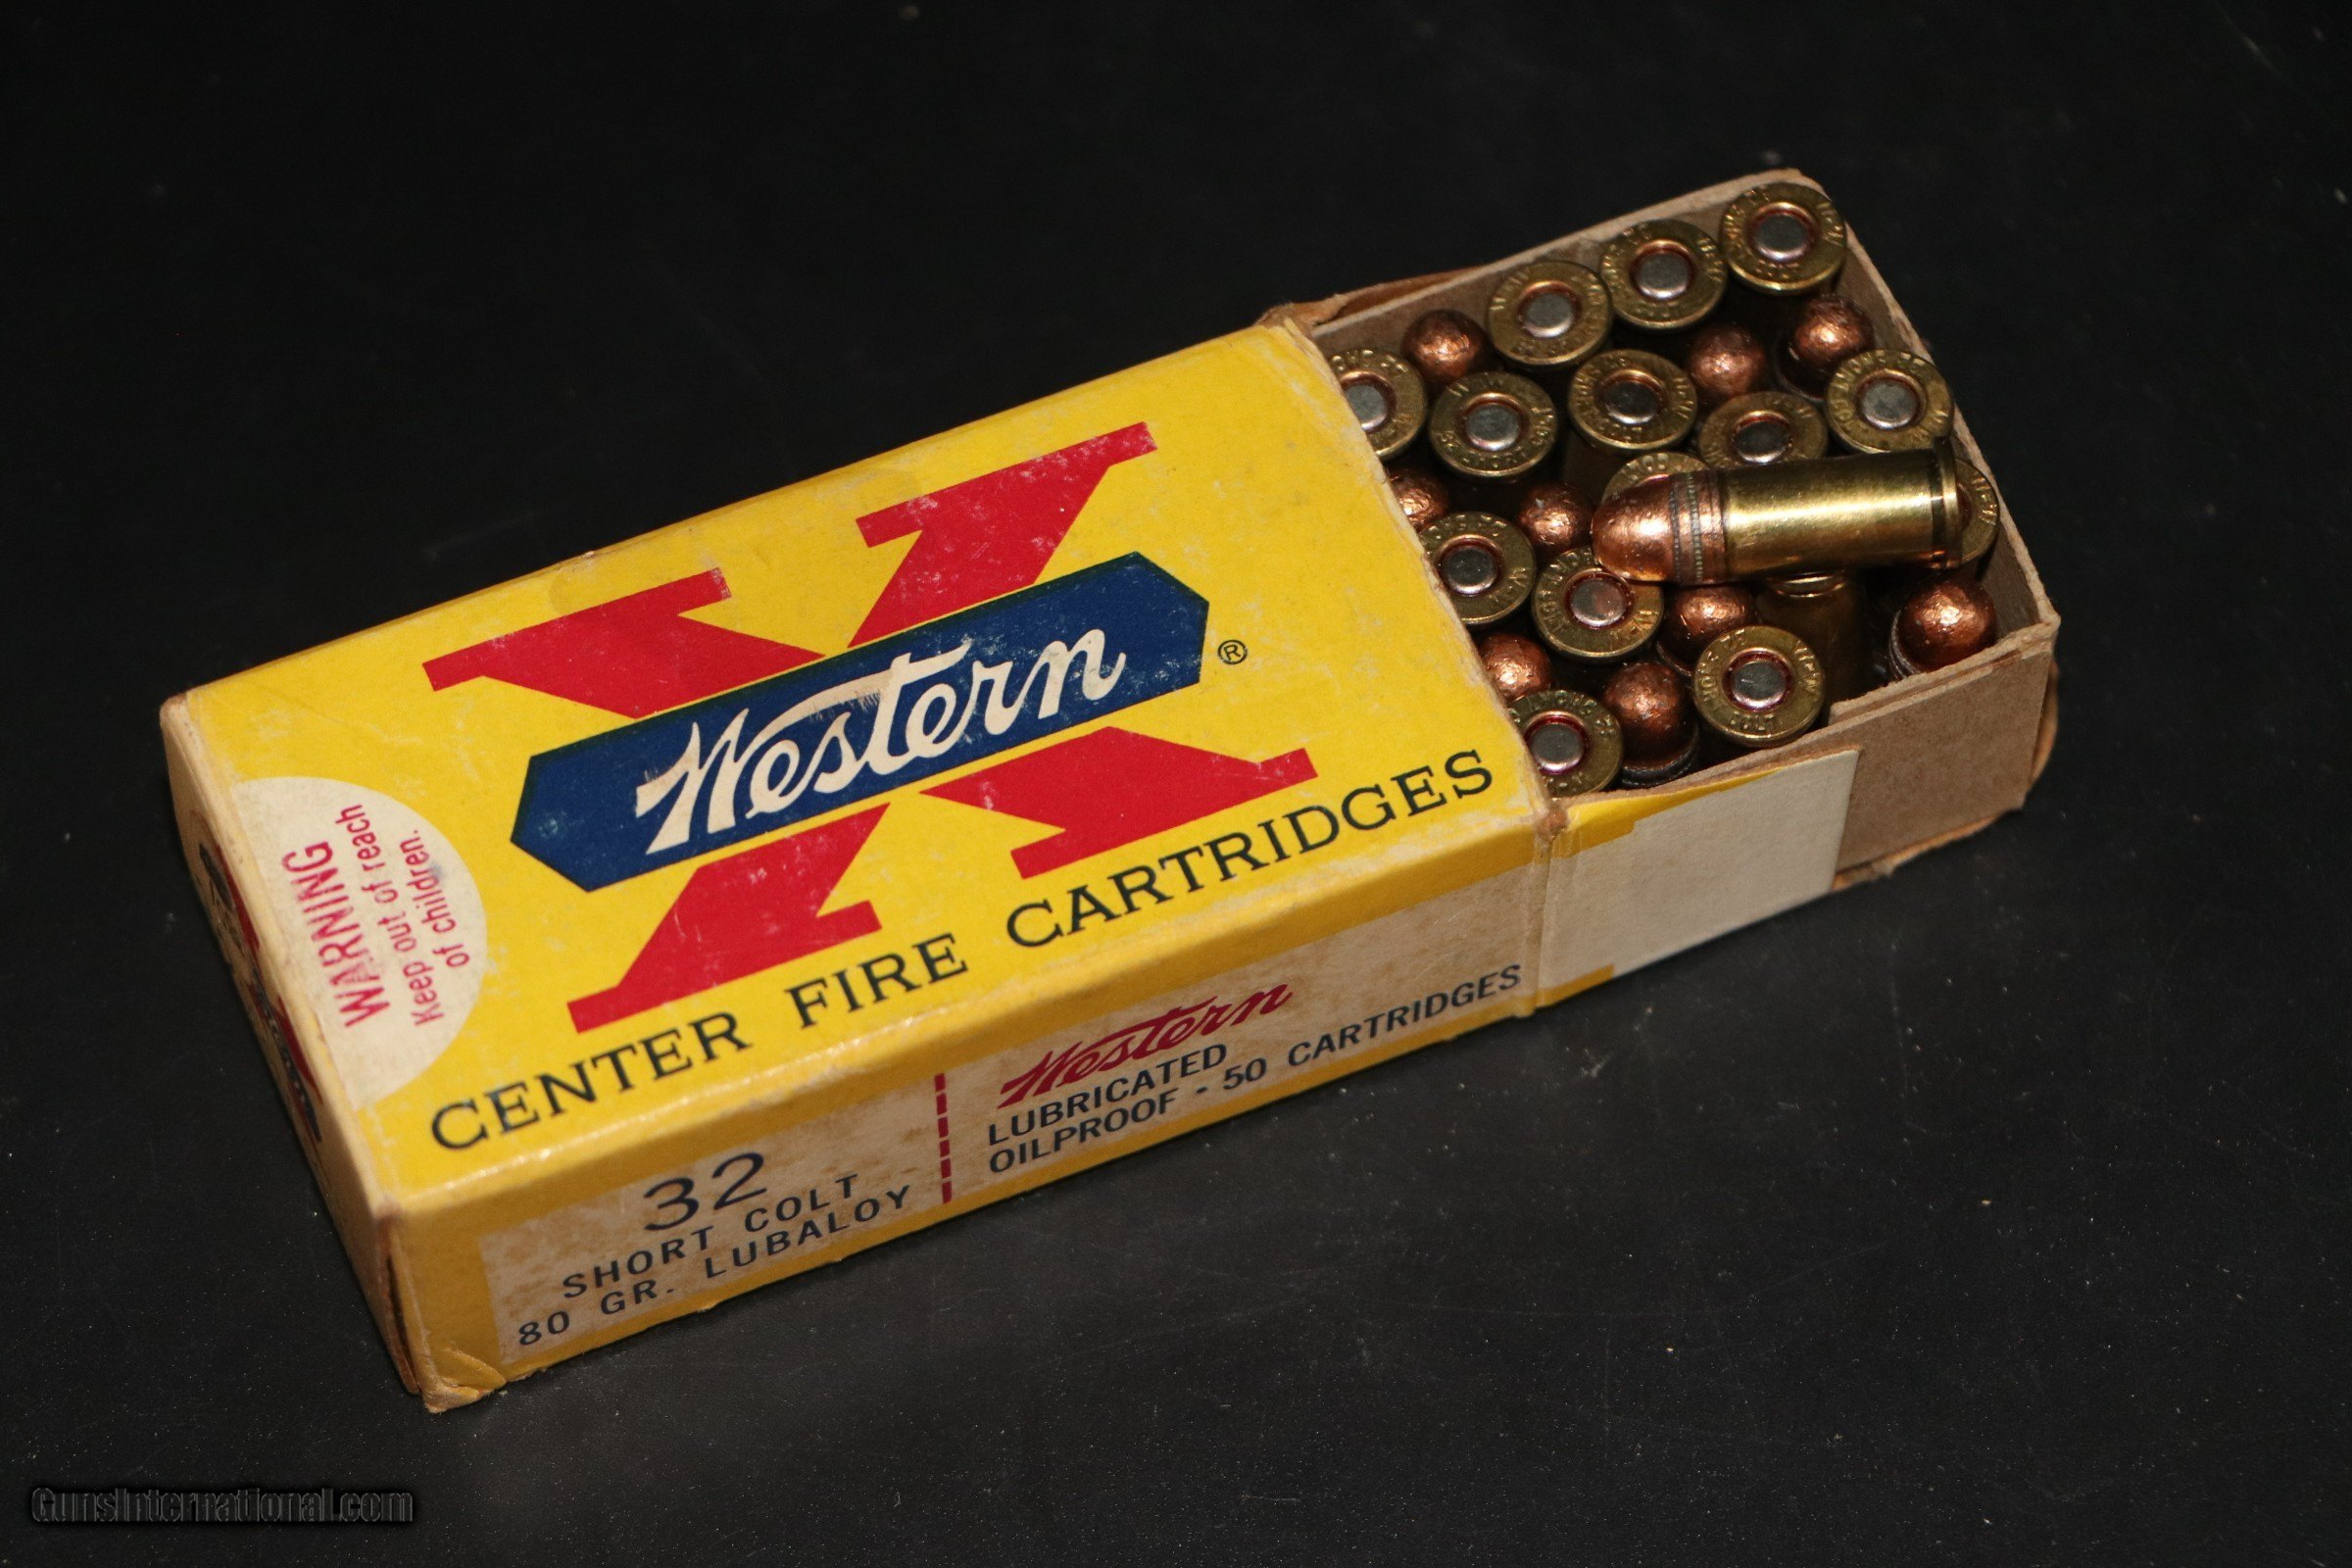 Western
®
CENTER FIRE CARTRIDGES
WARNING
Keep out of reach
of children.
32
SHORT COLT
80 GR. LUBALOY
Western
LUBRICATED
OILPROOF - 50 CARTRIDGES
W-W
COLT
GunsInternational.com